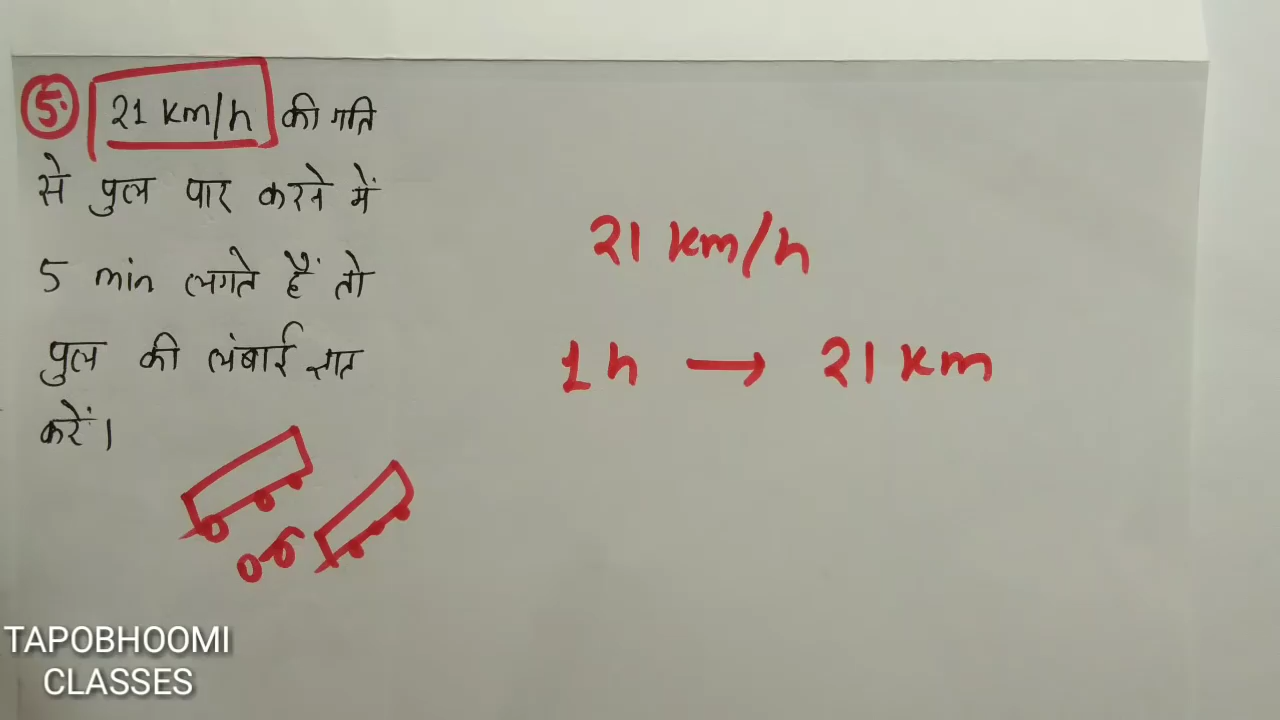 5. 21 km/h की गति
से पुल पार करने में
5 min लगते हैं तो
पुल की लंबाई ज्ञात
करें।
21 km/h
1 h → 21 km
TAPOBHOOMI
CLASSES